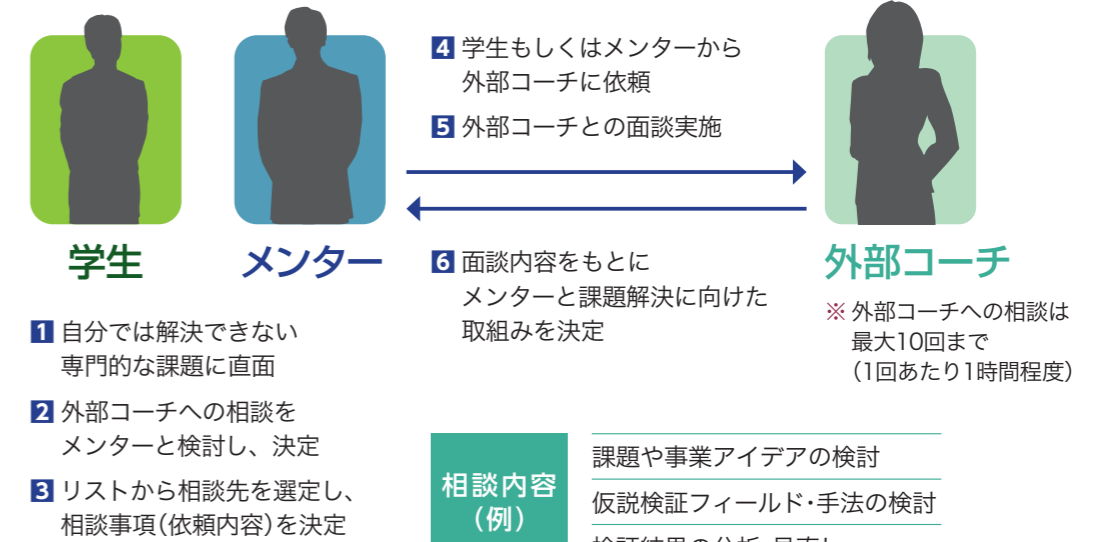 学生
メンター
1 自分では解決できない
専門的な課題に直面
2 外部コーチへの相談を
メンターと検討し、決定
3 リストから相談先を選定し、
相談事項(依頼内容)を決定
4 学生もしくはメンターから
外部コーチに依頼
5 外部コーチとの面談実施
6 面談内容をもとに
メンターと課題解決に向けた
取組みを決定
外部コーチ
※ 外部コーチへの相談は
最大10回まで
(1回あたり1時間程度)
相談内容
(例)
課題や事業アイデアの検討
仮説検証フィールド・手法の検討